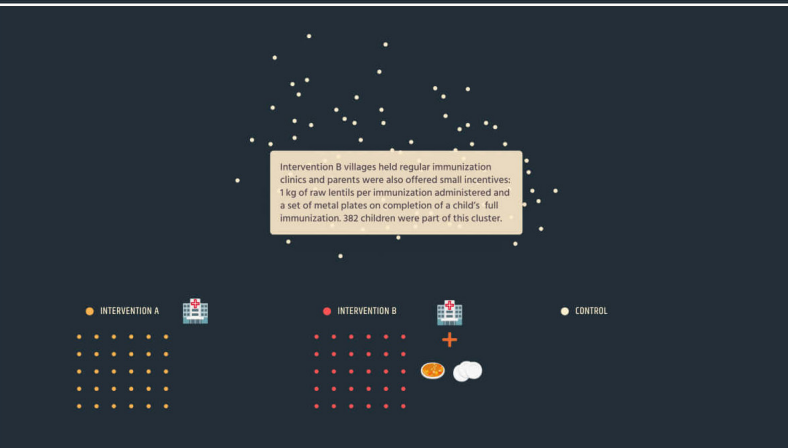 Intervention B villages held regular immunization
clinics and parents were also offered small incentives:
1 kg of raw lentils per immunization administered and
a set of metal plates on completion of a child's full
immunization. 382 children were part of this cluster.
INTERVENTION A
INTERVENTION B
CONTROL